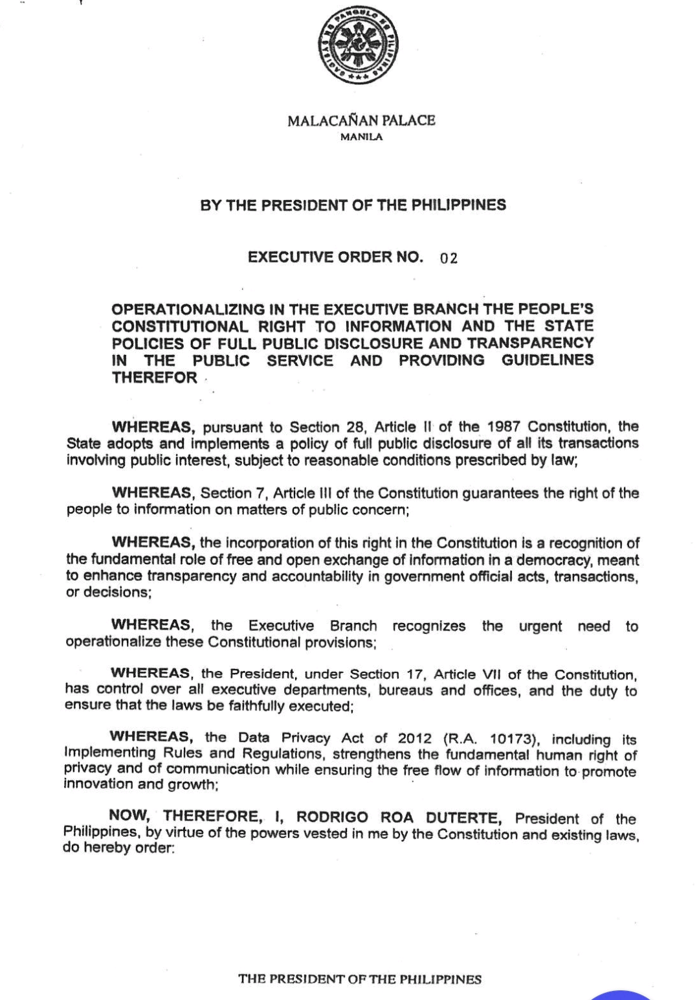 SAGISAG NG PANGULO NG PILIPINAS
MALACAÑAN PALACE
MANILA
BY THE PRESIDENT OF THE PHILIPPINES
EXECUTIVE ORDER NO. 02
OPERATIONALIZING IN THE EXECUTIVE BRANCH THE PEOPLE'S
CONSTITUTIONAL RIGHT TO INFORMATION AND THE STATE
POLICIES OF FULL PUBLIC DISCLOSURE AND TRANSPARENCY
IN THE PUBLIC SERVICE AND PROVIDING GUIDELINES
THEREFOR
WHEREAS, pursuant to Section 28, Article II of the 1987 Constitution, the
State adopts and implements a policy of full public disclosure of all its transactions
involving public interest, subject to reasonable conditions prescribed by law;
WHEREAS, Section 7, Article III of the Constitution guarantees the right of the
people to information on matters of public concern;
WHEREAS, the incorporation of this right in the Constitution is a recognition of
the fundamental role of free and open exchange of information in a democracy, meant
to enhance transparency and accountability in government official acts, transactions,
or decisions;
WHEREAS, the Executive Branch recognizes the urgent need to
operationalize these Constitutional provisions;
WHEREAS, the President, under Section 17, Article VII of the Constitution,
has control over all executive departments, bureaus and offices, and the duty to
ensure that the laws be faithfully executed;
WHEREAS, the Data Privacy Act of 2012 (R.A. 10173), including its
Implementing Rules and Regulations, strengthens the fundamental human right of
privacy and of communication while ensuring the free flow of information to promote
innovation and growth;
NOW, THEREFORE, I, RODRIGO ROA DUTERTE, President of the
Philippines, by virtue of the powers vested in me by the Constitution and existing laws,
do hereby order:
THE PRESIDENT OF THE PHILIPPINES